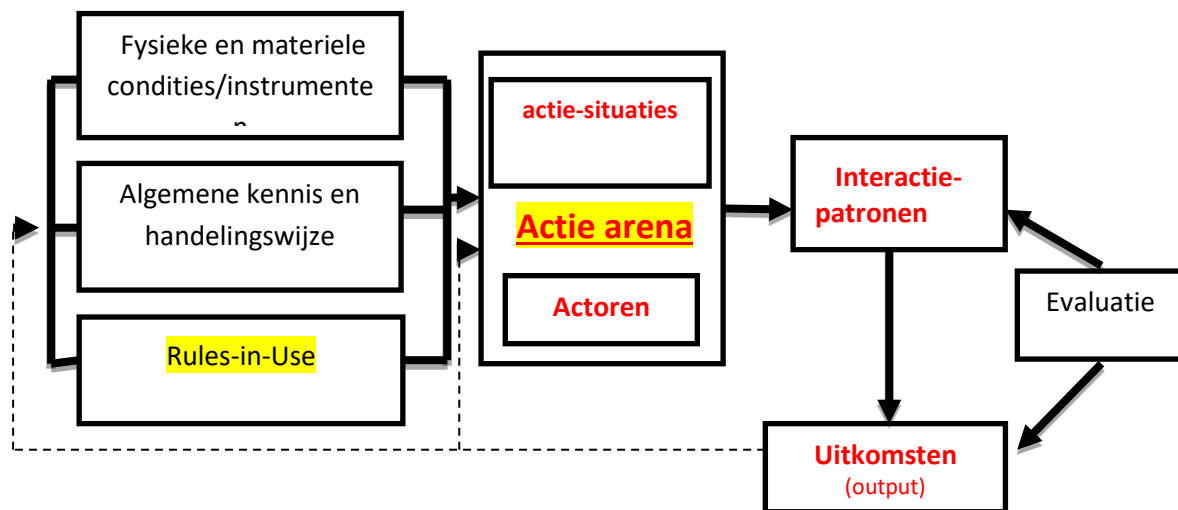 Fysieke en materiele
condities/instrumente
n
Algemene kennis en
handelingswijze
Rules-in-Use
actie-situaties
Actie arena
Actoren
Interactie-
patronen
Evaluatie
Uitkomsten
(output)